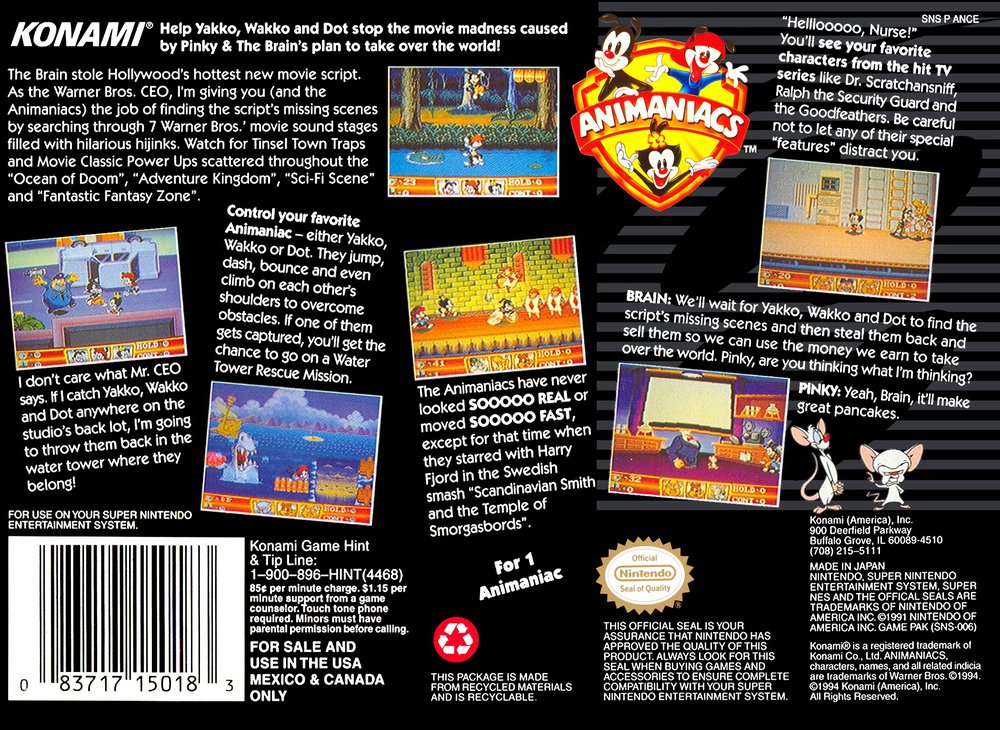 KONAMI®
Help Yakko, Wakko and Dot stop the movie madness caused
by Pinky & The Brain's plan to take over the world!
The Brain stole Hollywood's hottest new movie script.
As the Warner Bros. CEO, I'm giving you (and the
Animaniacs) the job of finding the script's missing scenes
by searching through 7 Warner Bros.' movie sound stages
filled with hilarious hijinks. Watch for Tinsel Town Traps
and Movie Classic Power Ups scattered throughout the
"Ocean of Doom", "Adventure Kingdom", "Sci-Fi Scene"
and "Fantastic Fantasy Zone".
23
HOLD·0
CONT·0
Control your favorite
Animaniac – either Yakko,
Wakko or Dot. They jump,
dash, bounce and even
climb on each other's
shoulders to overcome
obstacles. If one of them
gets captured, you'll get the
chance to go on a Water
Tower Rescue Mission.
HOLD·0
I don't care what Mr. CEO
says. If I catch Yakko, Wakko
and Dot anywhere on the
studio's back lot, I'm going
to throw them back in the
water tower where they
belong!
HOLD·0
41
HOLD·0
The Animaniacs have never
looked SOOOOO REAL or
moved SOOOOO FAST,
except for that time when
they starred with Harry
Fjord in the Swedish
smash "Scandinavian Smith
and the Temple of
Smorgasbords".
For 1
Animaniac
FOR USE ON YOUR SUPER NINTENDO
ENTERTAINMENT SYSTEM.
0 83717 15018 3
Konami Game Hint
& Tip Line:
1–900–896–HINT(4468)
85¢ per minute charge. $1.15 per
minute support from a game
counselor. Touch tone phone
required. Minors must have
parental permission before calling.
FOR SALE AND
USE IN THE USA
MEXICO & CANADA
ONLY
THIS PACKAGE IS MADE
FROM RECYCLED MATERIALS
AND IS RECYCLABLE.
SNS P ANCE
ANIMANIACS™
"Hellooooo, Nurse!"
You'll see your favorite
characters from the hit TV
series like Dr. Scratchansniff,
Ralph the Security Guard and
the Goodfeathers. Be careful
not to let any of their special
"features" distract you.
20
HOLD·0
BRAIN: We'll wait for Yakko, Wakko and Dot to find the
script's missing scenes and then steal them back and
sell them so we can use the money we earn to take
over the world. Pinky, are you thinking what I'm thinking?
PINKY: Yeah, Brain, it'll make
great pancakes.
32
HOLD·0
Official
Nintendo®
Seal of Quality
THIS OFFICIAL SEAL IS YOUR
ASSURANCE THAT NINTENDO HAS
APPROVED THE QUALITY OF THIS
PRODUCT. ALWAYS LOOK FOR THIS
SEAL WHEN BUYING GAMES AND
ACCESSORIES TO ENSURE COMPLETE
COMPATIBILITY WITH YOUR SUPER
NINTENDO ENTERTAINMENT SYSTEM.
Konami (America), Inc.
900 Deerfield Parkway
Buffalo Grove, IL 60089-4510
(708) 215–5111
MADE IN JAPAN
NINTENDO, SUPER NINTENDO
ENTERTAINMENT SYSTEM, SUPER
NES AND THE OFFICAL SEALS ARE
TRADEMARKS OF NINTENDO OF
AMERICA INC. ©1991 NINTENDO OF
AMERICA INC. GAME PAK (SNS-006)
Konami® is a registered trademark of
Konami Co., Ltd. ANIMANIACS,
characters, names, and all related indicia
are trademarks of Warner Bros. ©1994.
©1994 Konami (America), Inc.
All Rights Reserved.